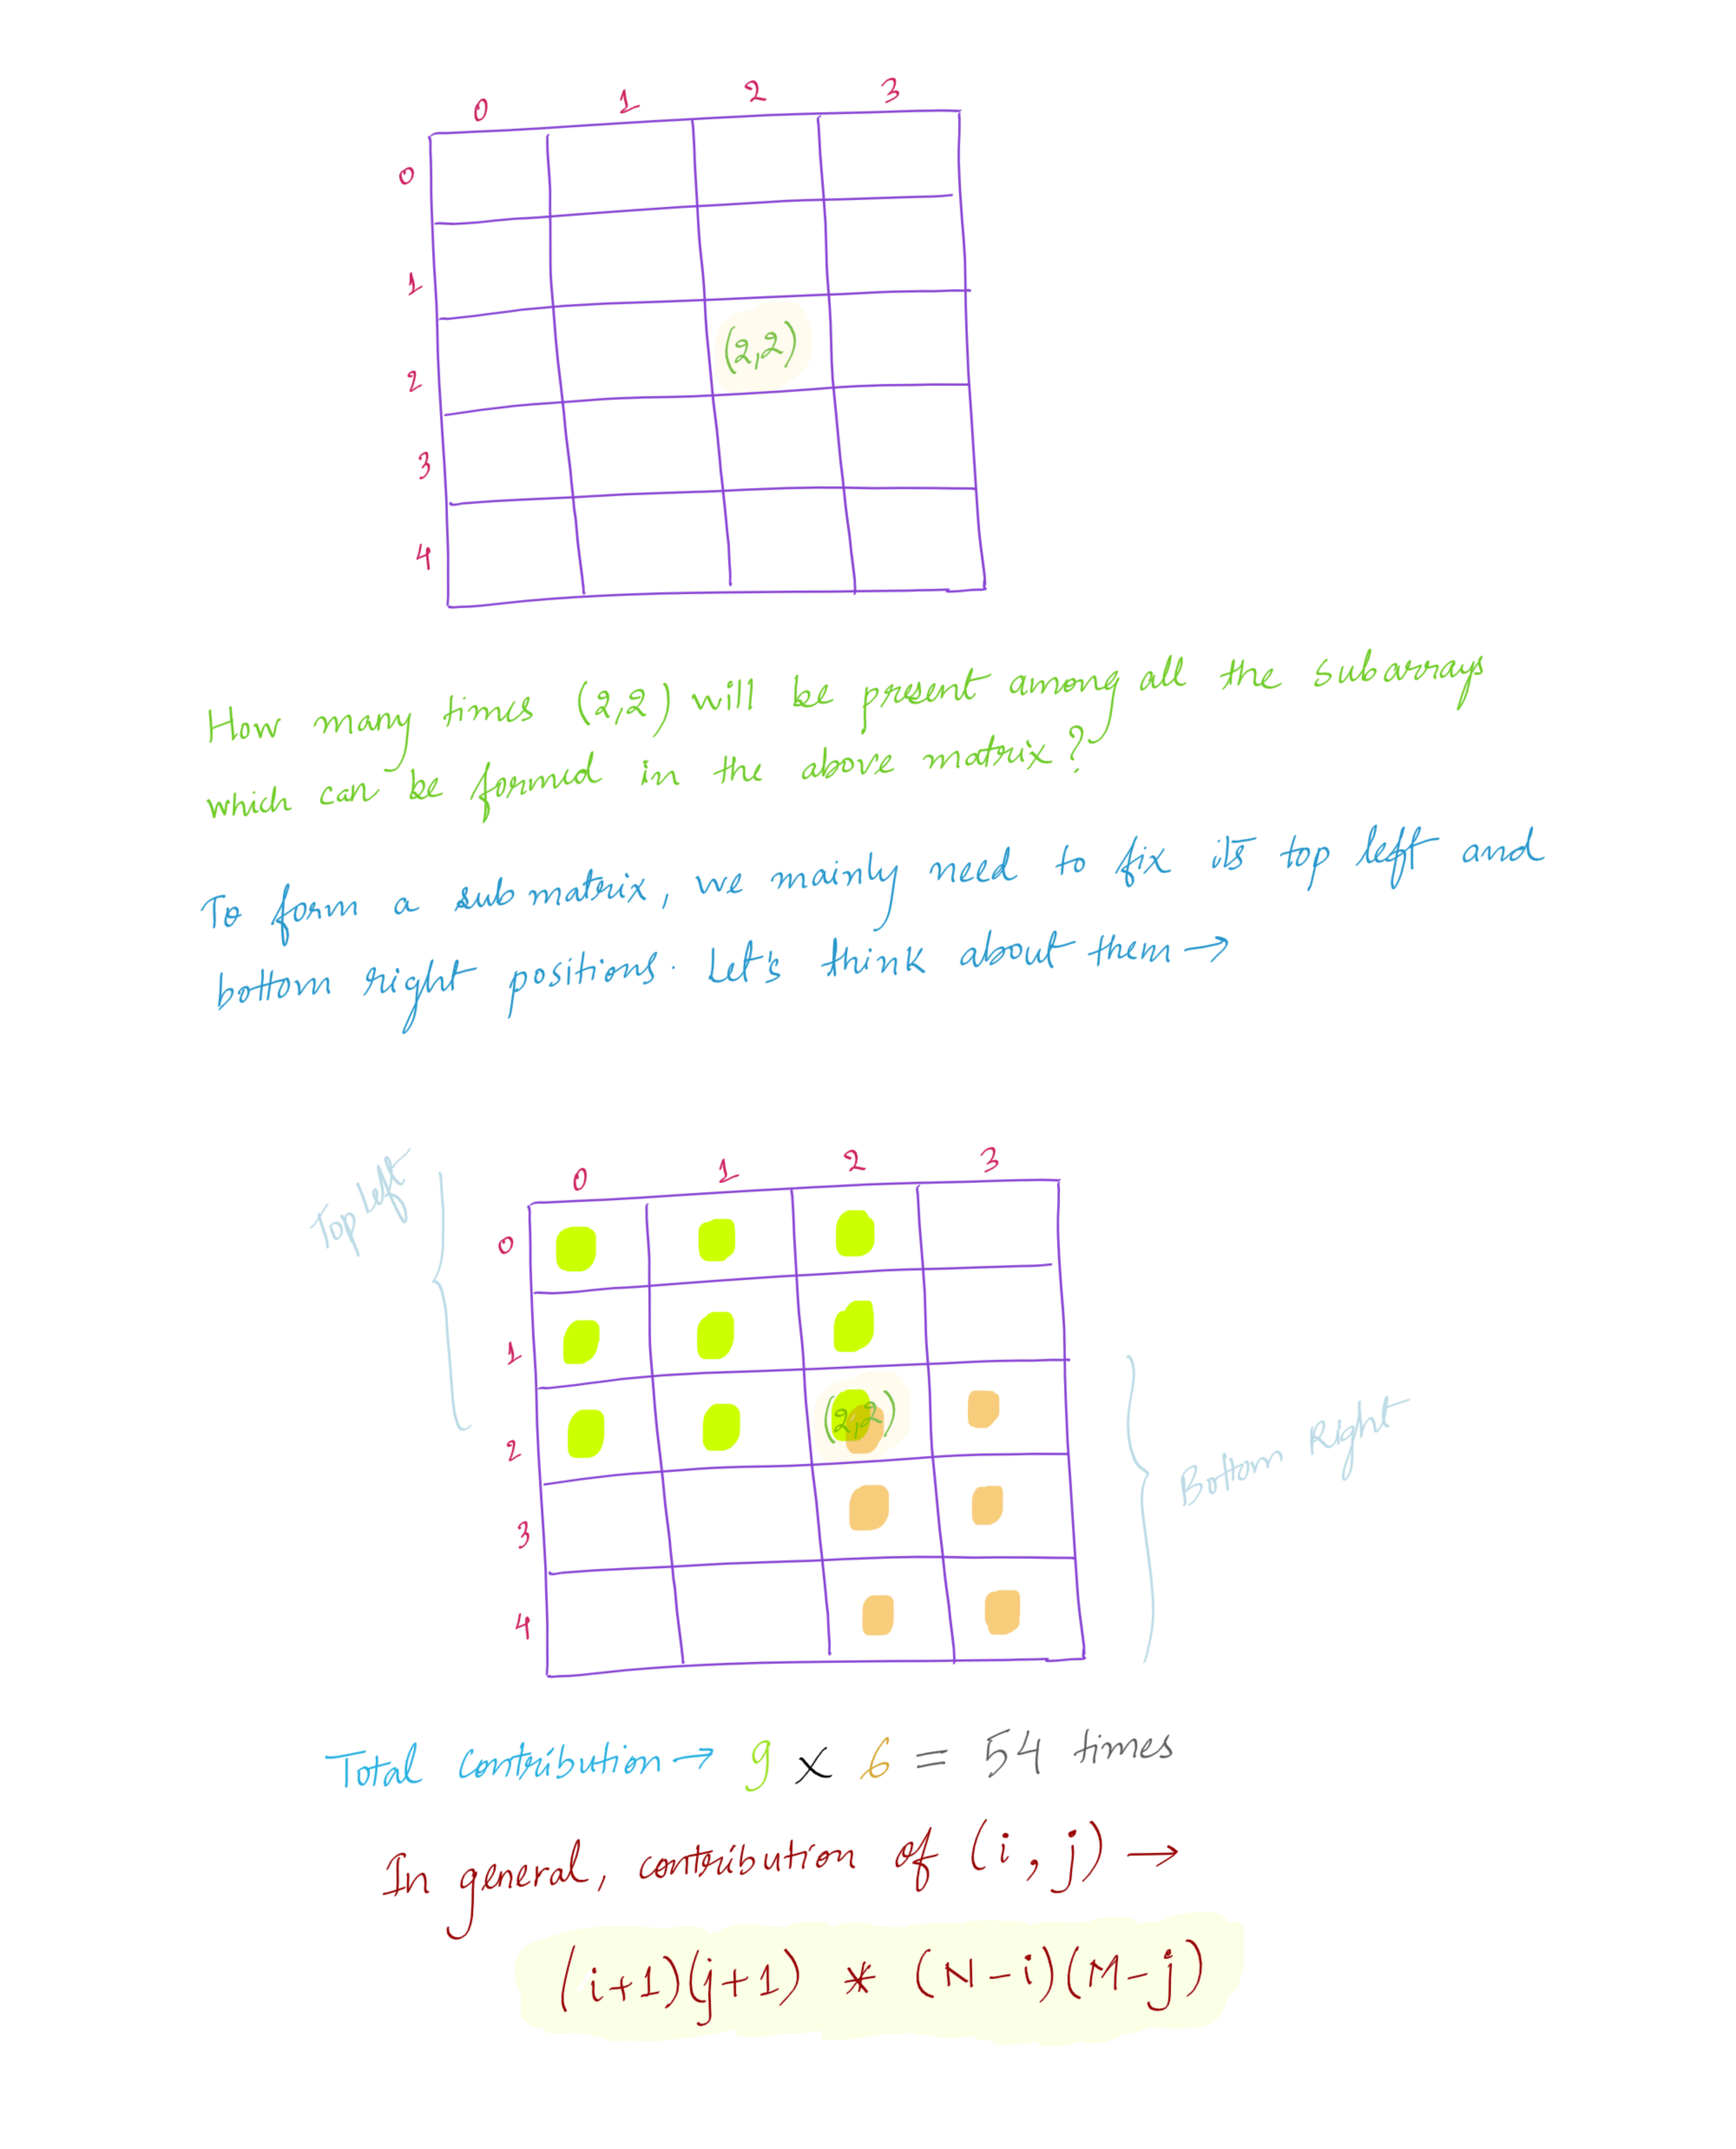 0 1 2 3
0
1
2 (2,2)
3
4
How many times (2,2) will be present among all the subarrays
which can be formed in the above matrix?
To form a submatrix, we mainly need to fix its top left and
bottom right positions. Let's think about them →
Top Left
0 1 2 3
0
1
2 (2,2)
3
4
Bottom Right
Total contribution → 9 x 6 = 54 times
In general, contribution of (i, j) →
(i+1)(j+1) * (N-i)(M-j)